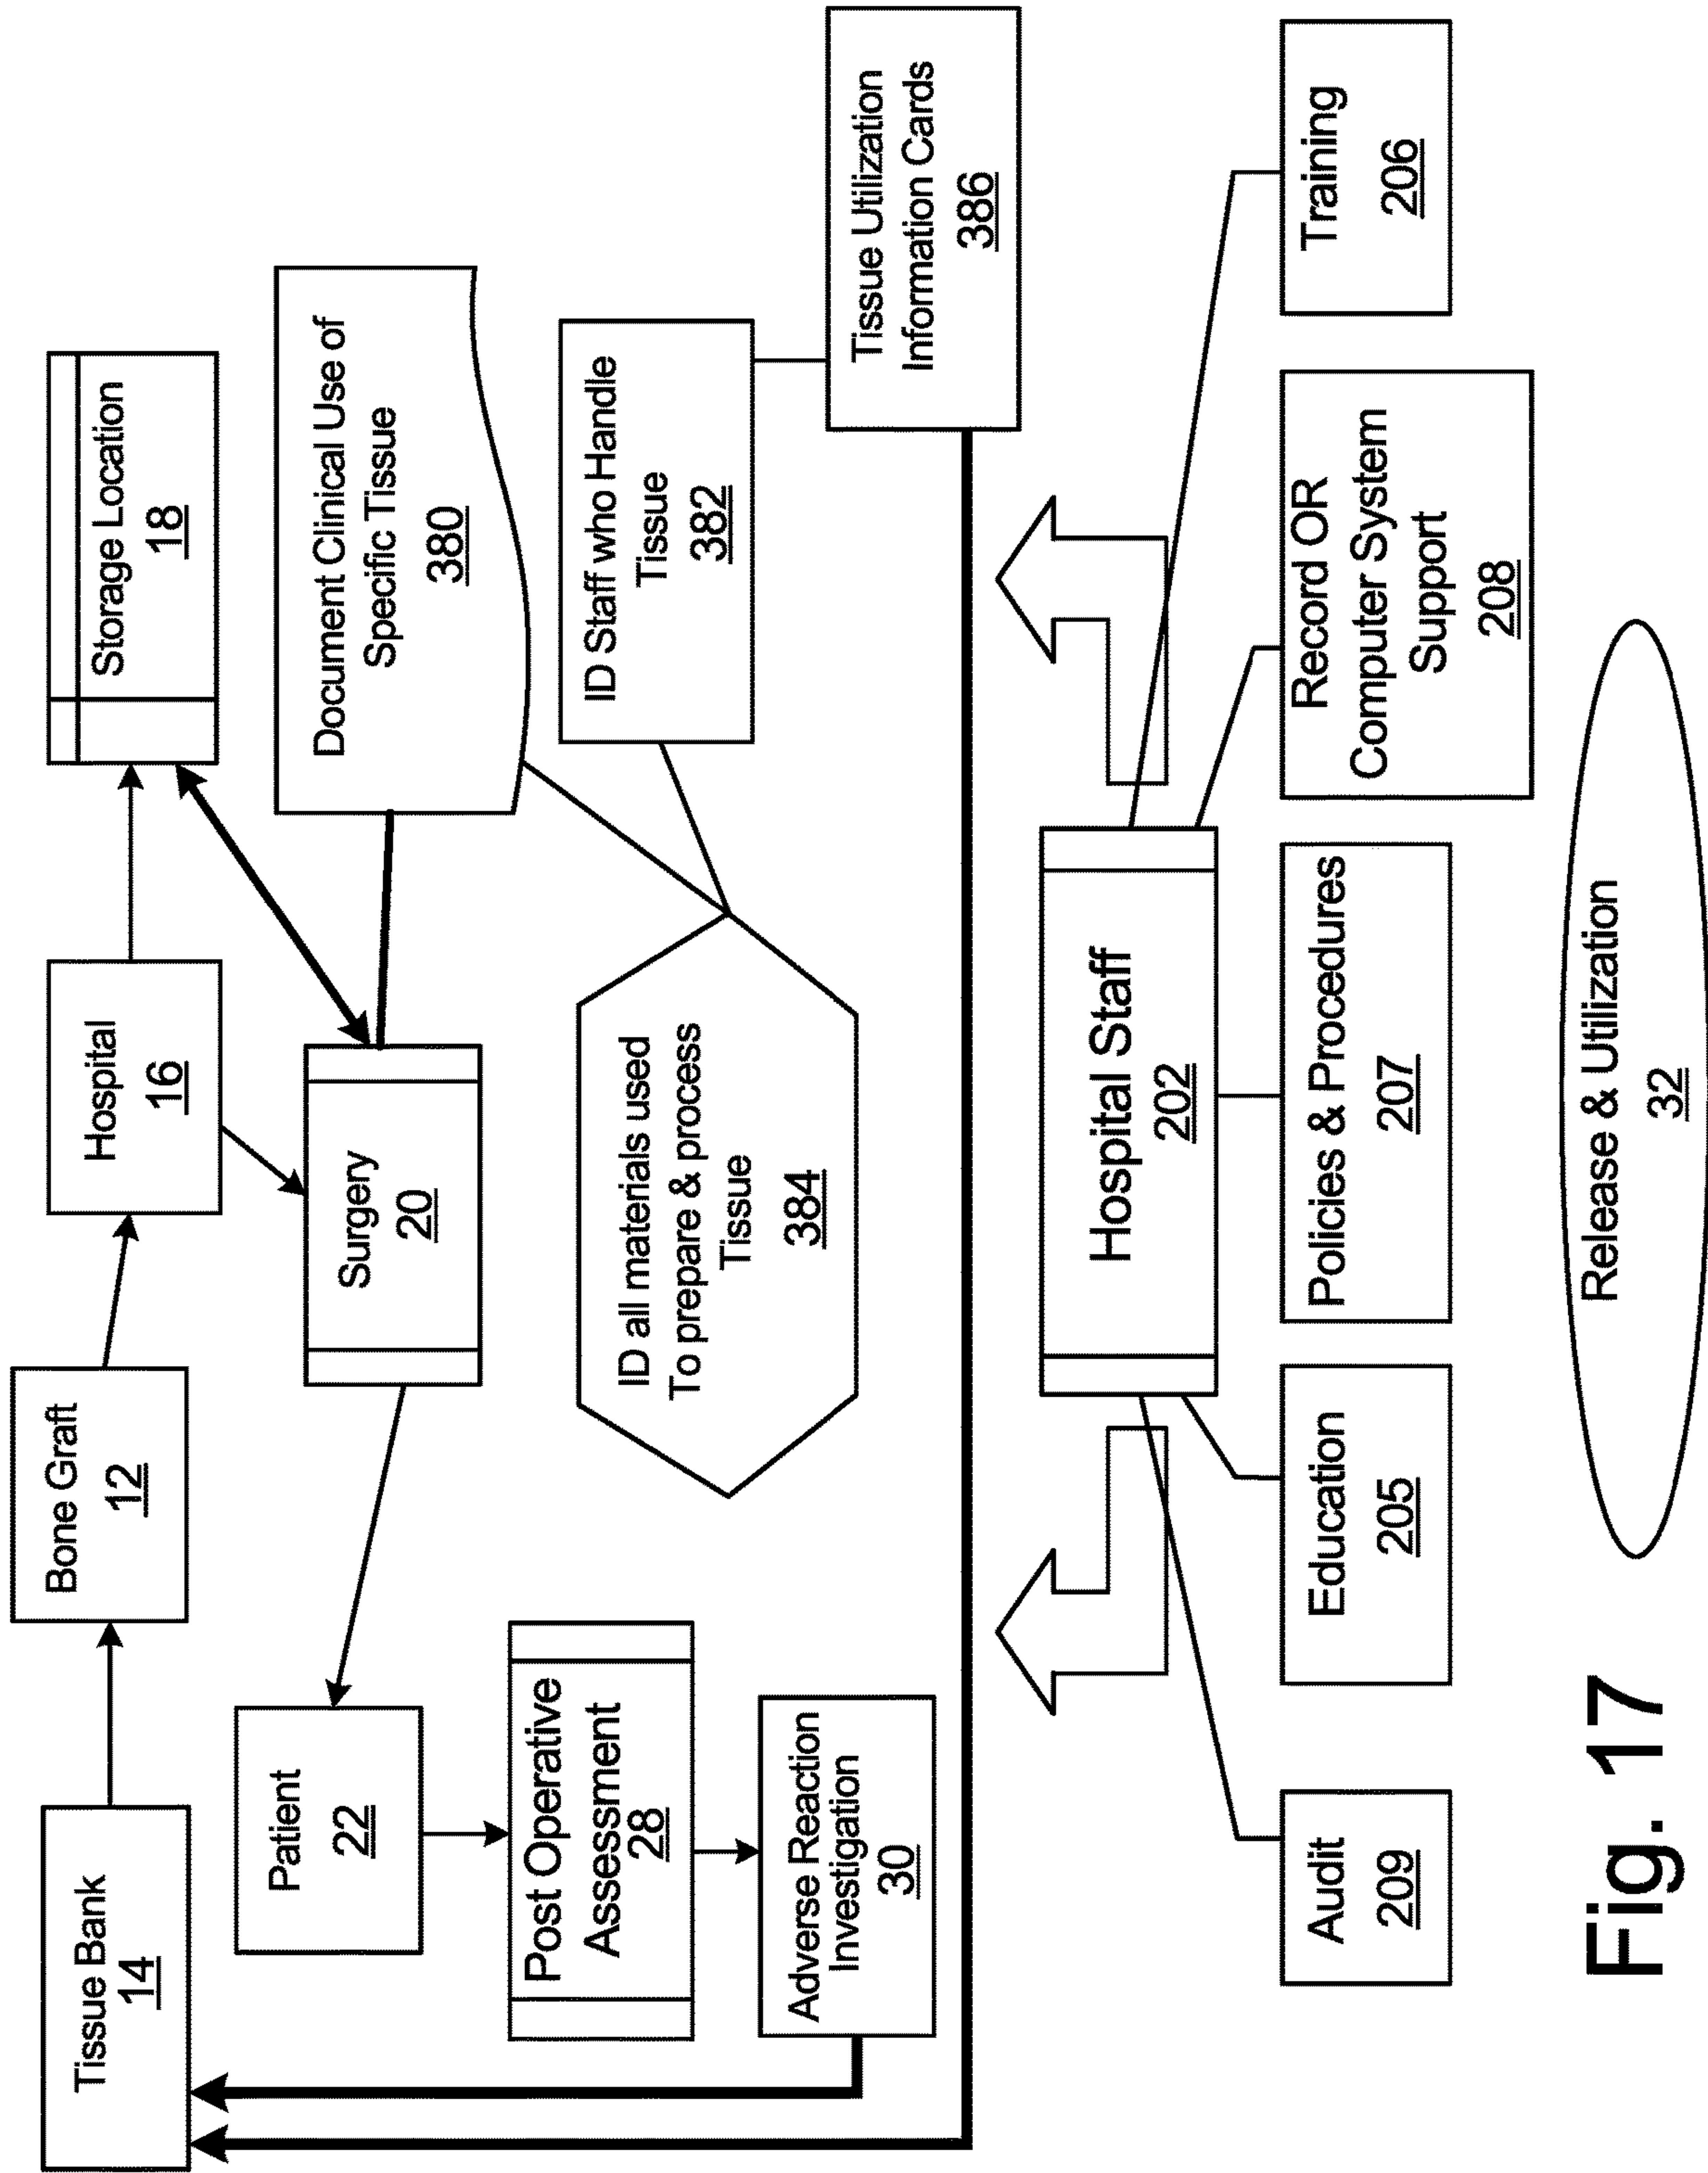 Tissue Bank
14
Bone Graft
12
Hospital
16
Storage Location
18
Patient
22
Surgery
20
Document Clinical Use of
Specific Tissue
380
Post Operative
Assessment
28
ID all materials used
To prepare & process
Tissue
384
ID Staff who Handle
Tissue
382
Adverse Reaction
Investigation
30
Tissue Utilization
Information Cards
386
Hospital Staff
202
Audit
209
Education
205
Policies & Procedures
207
Record OR
Computer System
Support
208
Training
206
Release & Utilization
32
Fig. 17